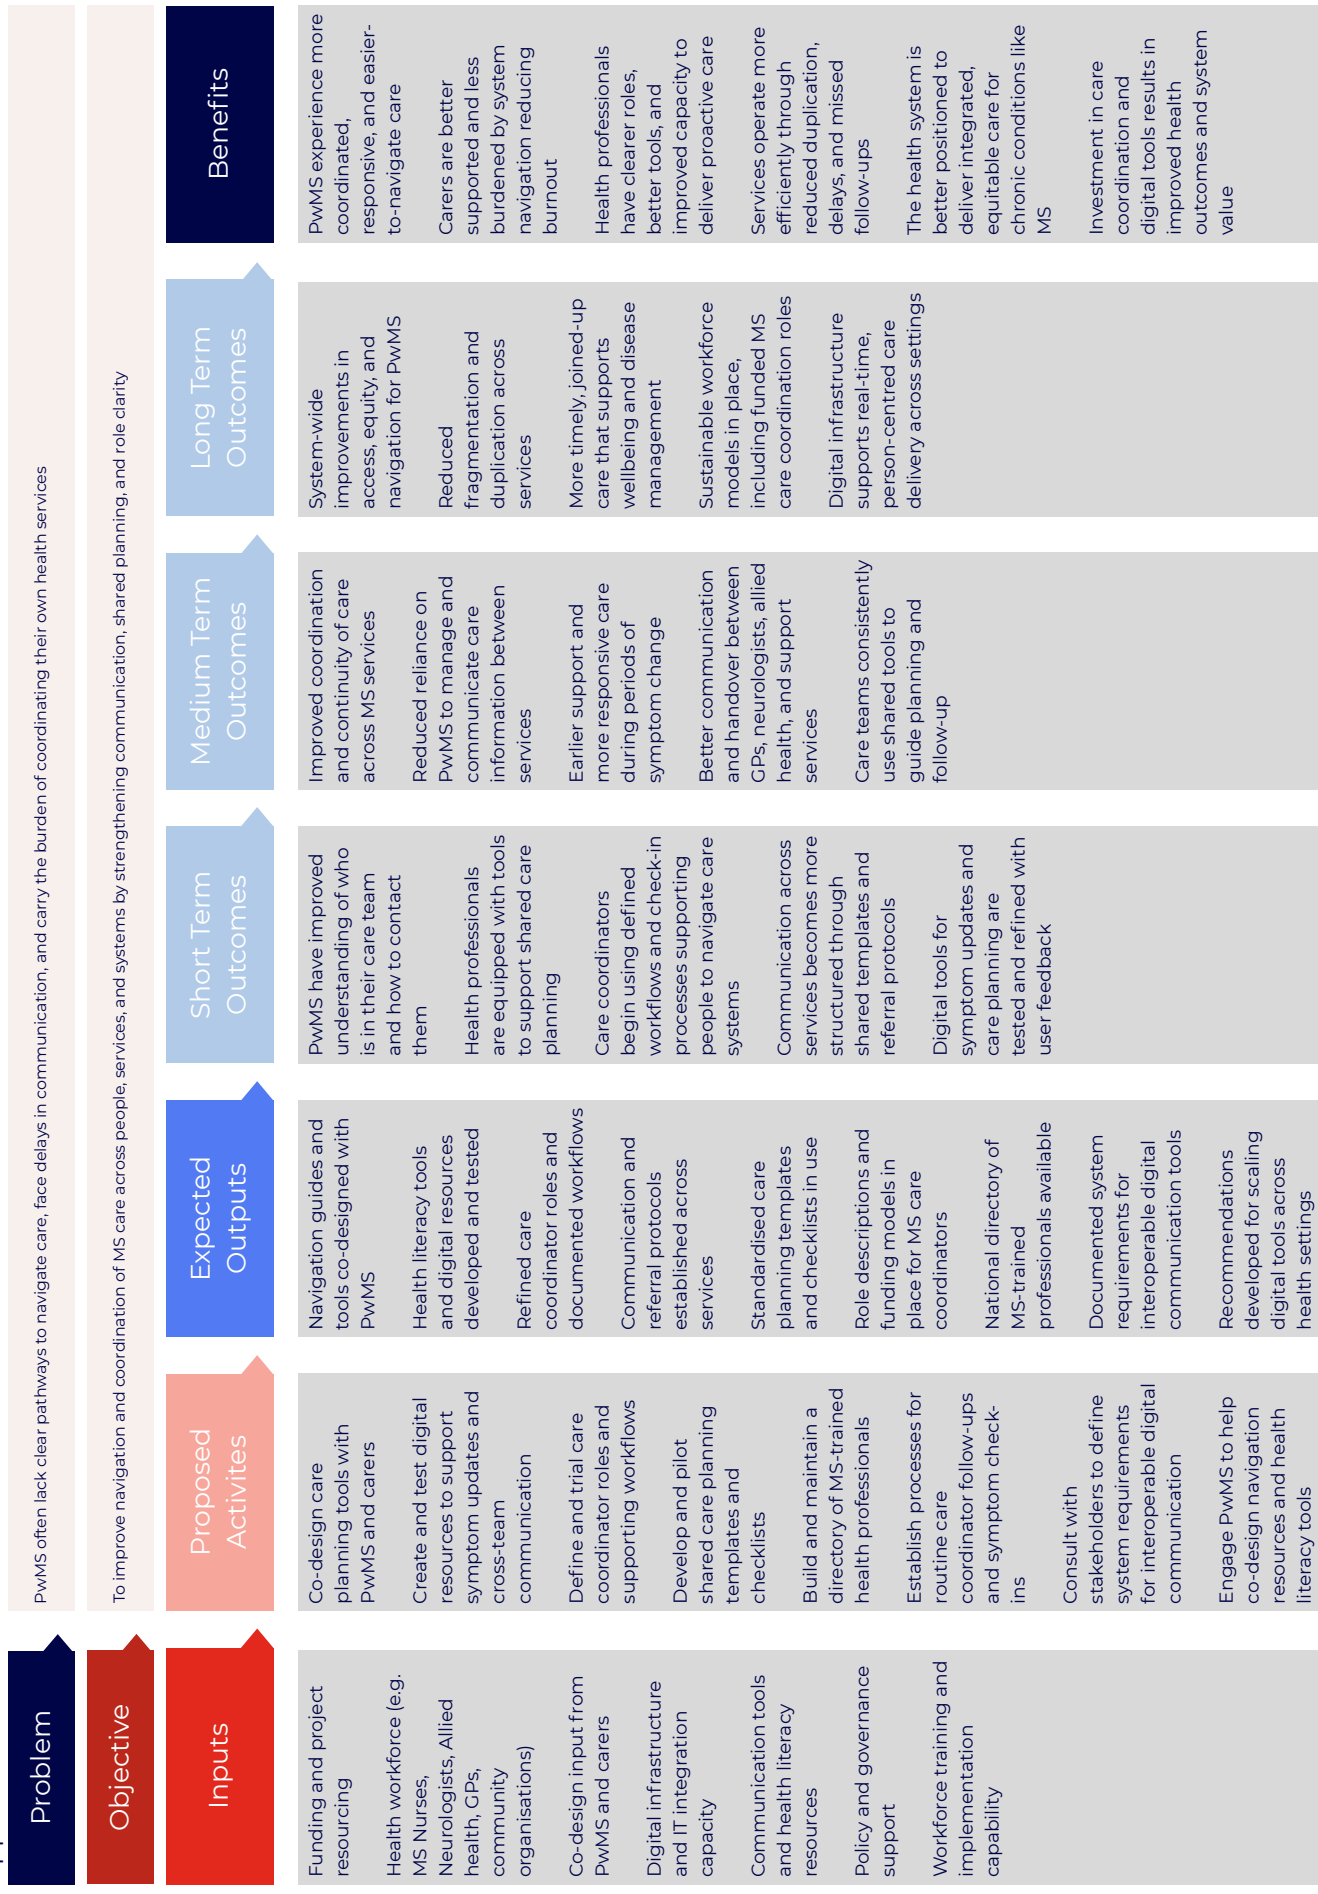 Problem
PwMS often lack clear pathways to navigate care, face delays in communication, and carry the burden of coordinating their own health services
Objective
To improve navigation and coordination of MS care across people, services, and systems by strengthening communication, shared planning, and role clarity
Inputs
Funding and project
resourcing
Health workforce (e.g.
MS Nurses,
Neurologists, Allied
health, GPs,
community
organisations)
Co-design input from
PwMS and carers
Digital infrastructure
and IT integration
capacity
Communication tools
and health literacy
resources
Policy and governance
support
Workforce training and
implementation
capability
Proposed
Activites
Co-design care
planning tools with
PwMS and carers
Create and test digital
resources to support
symptom updates and
cross-team
communication
Define and trial care
coordinator roles and
supporting workflows
Develop and pilot
shared care planning
templates and
checklists
Build and maintain a
directory of MS-trained
health professionals
Establish processes for
routine care
coordinator follow-ups
and symptom check-
ins
Consult with
stakeholders to define
system requirements
for interoperable digital
communication
Engage PwMS to help
co-design navigation
resources and health
literacy tools
Expected
Outputs
Navigation guides and
tools co-designed with
PwMS
Health literacy tools
and digital resources
developed and tested
Refined care
coordinator roles and
documented workflows
Communication and
referral protocols
established across
services
Standardised care
planning templates
and checklists in use
Role descriptions and
funding models in
place for MS care
coordinators
National directory of
MS-trained
professionals available
Documented system
requirements for
interoperable digital
communication tools
Recommendations
developed for scaling
digital tools across
health settings
Short Term
Outcomes
PwMS have improved
understanding of who
is in their care team
and how to contact
them
Health professionals
are equipped with tools
to support shared care
planning
Care coordinators
begin using defined
workflows and check-in
processes supporting
people to navigate care
systems
Communication across
services becomes more
structured through
shared templates and
referral protocols
Digital tools for
symptom updates and
care planning are
tested and refined with
user feedback
Medium Term
Outcomes
Improved coordination
and continuity of care
across MS services
Reduced reliance on
PwMS to manage and
communicate care
information between
services
Earlier support and
more responsive care
during periods of
symptom change
Better communication
and handover between
GPs, neurologists, allied
health, and support
services
Care teams consistently
use shared tools to
guide planning and
follow-up
Long Term
Outcomes
System-wide
improvements in
access, equity, and
navigation for PwMS
Reduced
fragmentation and
duplication across
services
More timely, joined-up
care that supports
wellbeing and disease
management
Sustainable workforce
models in place,
including funded MS
care coordination roles
Digital infrastructure
supports real-time,
person-centred care
delivery across settings
Benefits
PwMS experience more
coordinated,
responsive, and easier-
to-navigate care
Carers are better
supported and less
burdened by system
navigation reducing
burnout
Health professionals
have clearer roles,
better tools, and
improved capacity to
deliver proactive care
Services operate more
efficiently through
reduced duplication,
delays, and missed
follow-ups
The health system is
better positioned to
deliver integrated,
equitable care for
chronic conditions like
MS
Investment in care
coordination and
digital tools results in
improved health
outcomes and system
value